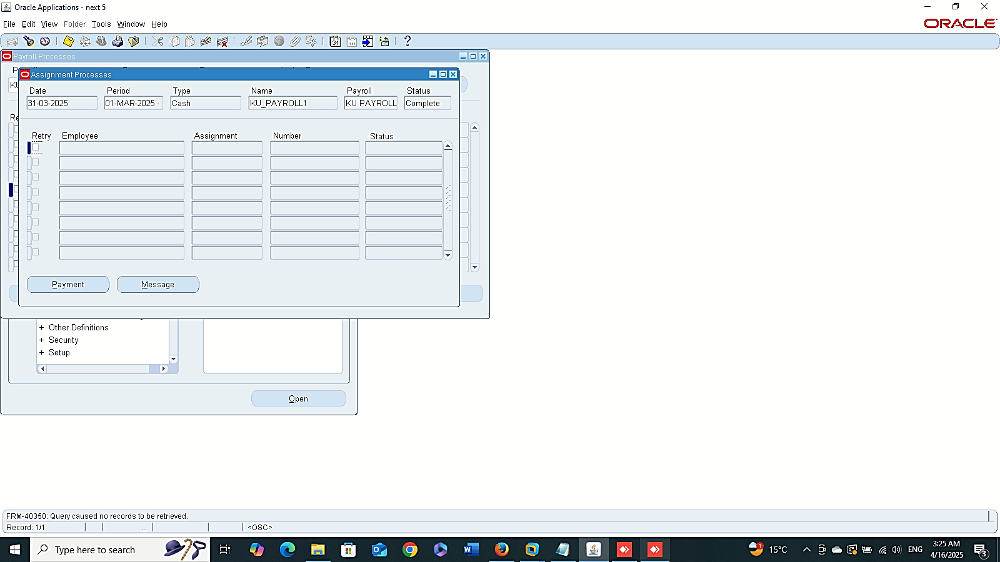 Oracle Applications - next 5
File Edit View Folder Tools Window Help
ORACLE
Payroll Processes
Assignment Processes
KU
Date Period Type Name Payroll Status
31-03-2025 01-MAR-2025 - Cash KU_PAYROLL1 KU PAYROLL Complete
Re
Retry Employee Assignment Number Status
Payment Message
+ Other Definitions
+ Security
+ Setup
Open
FRM-40350: Query caused no records to be retrieved.
Record: 1/1 ... <OSC>
Type here to search
15°C
ENG
3:25 AM
4/16/2025
3